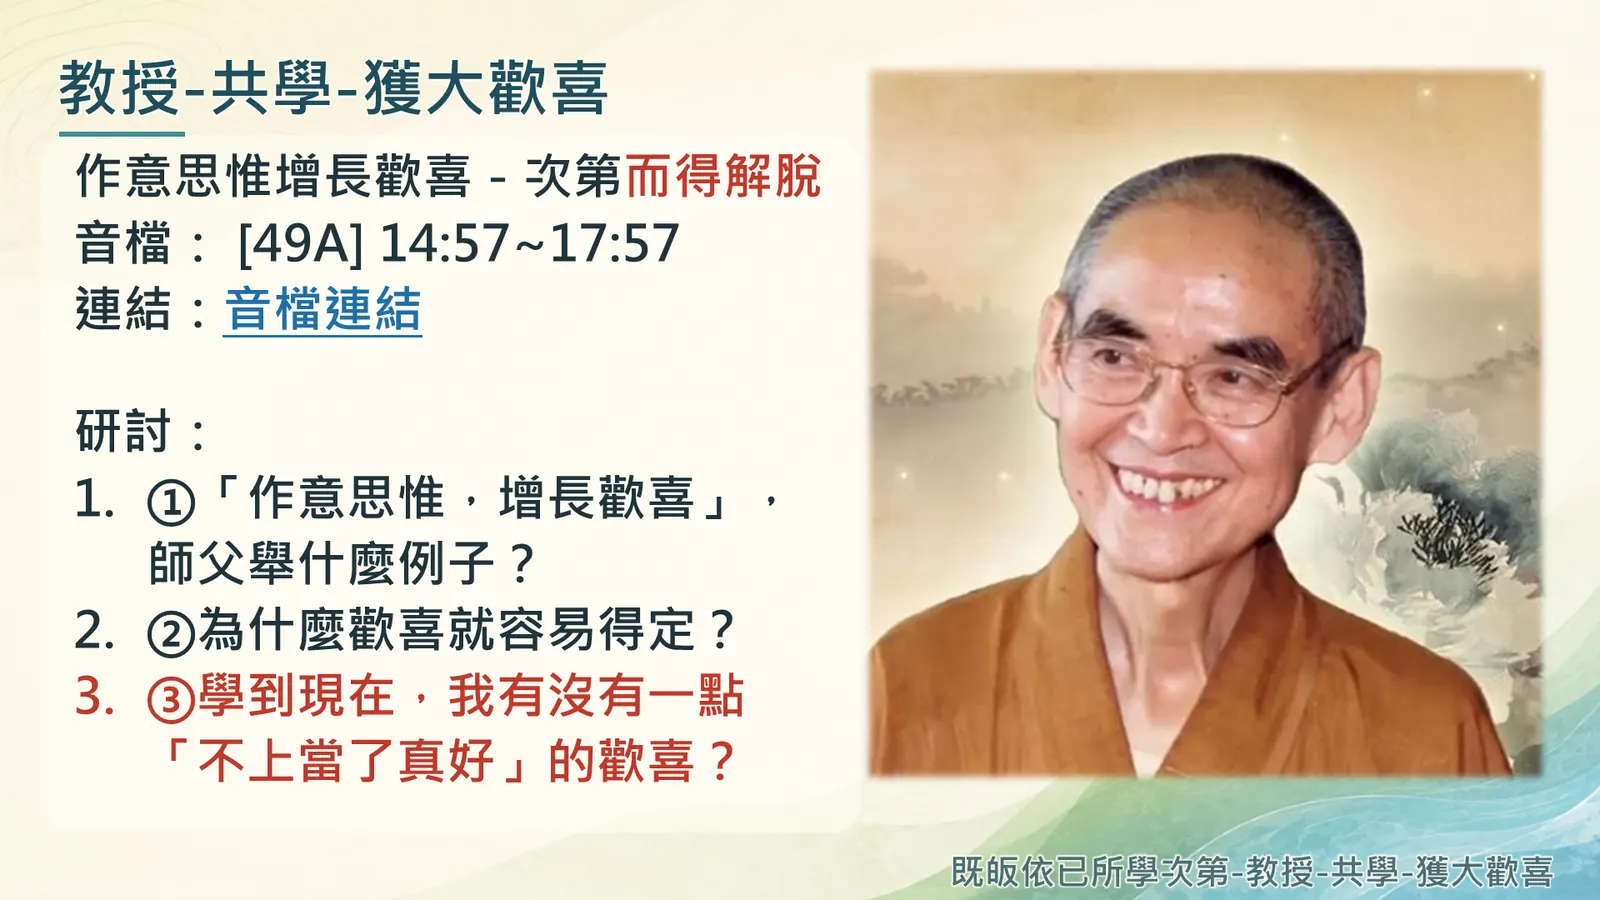 教授-共學-獲大歡喜
作意思惟增長歡喜 - 次第而得解脫
音檔： [49A] 14:57~17:57
連結：音檔連結
研討：
1. ①「作意思惟，增長歡喜」，
師父舉什麼例子？
2. ②為什麼歡喜就容易得定？
3. ③學到現在，我有沒有一點
「不上當了真好」的歡喜？
既皈依已所學次第-教授-共學-獲大歡喜